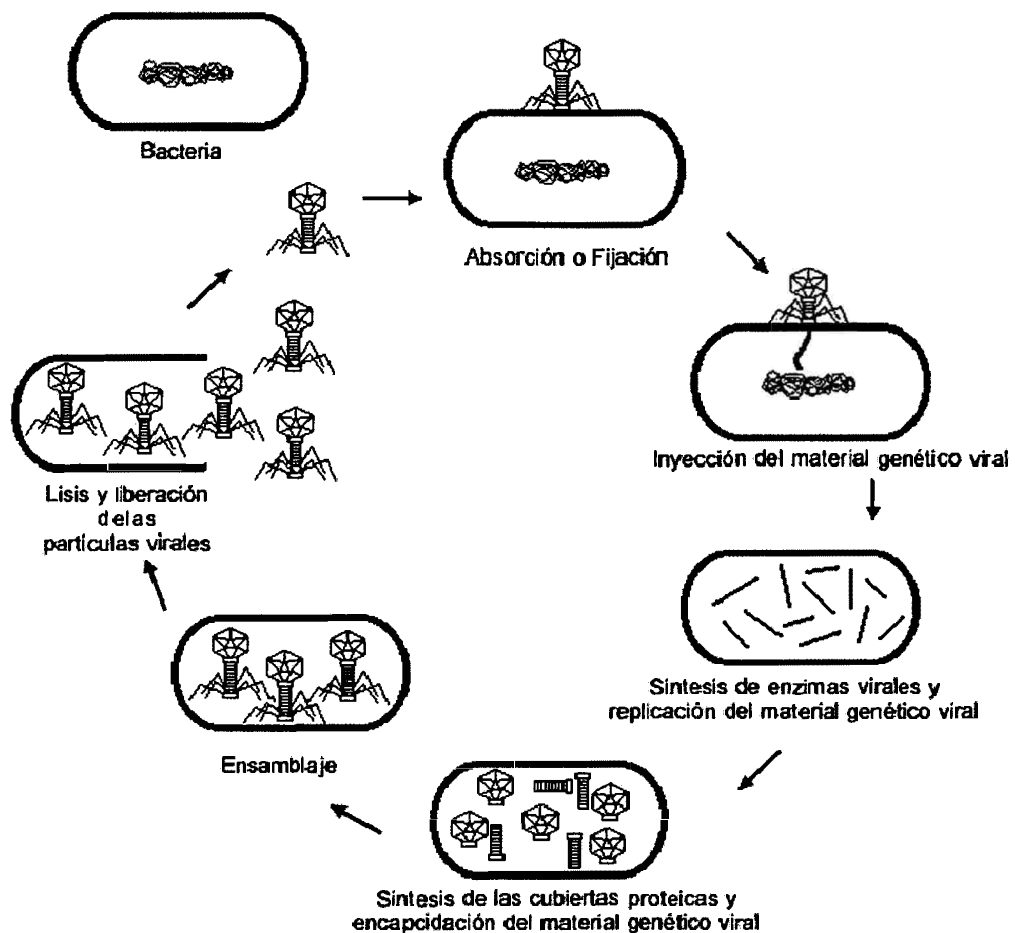 Bacteria
Absorción o Fijación
Inyección del material genético viral
Síntesis de enzimas virales y
replicación del material genético viral
Síntesis de las cubiertas proteicas y
encapcidación del material genético viral
Ensamblaje
Lisis y liberación
delas
partículas virales